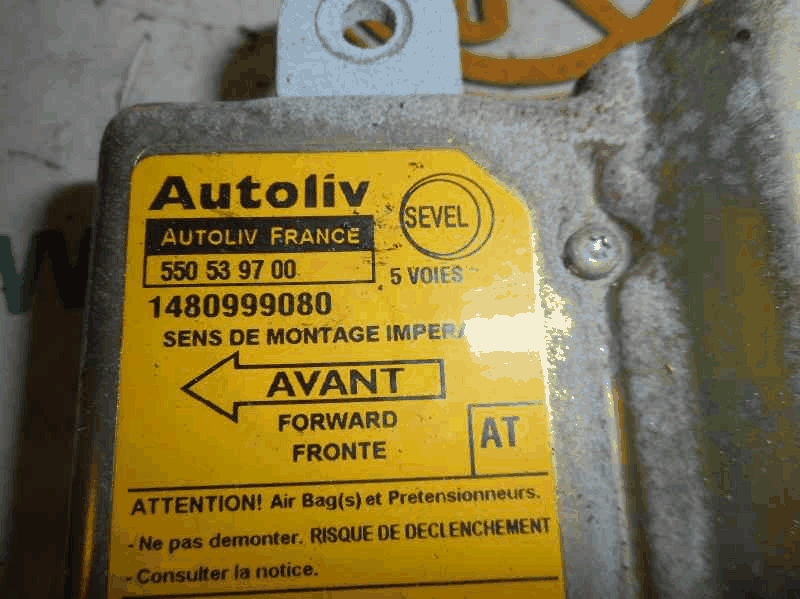 Autoliv
SEVEL
AUTOLIV FRANCE
550 53 97 00
5 VOIES
1480999080
SENS DE MONTAGE
AVANT
FORWARD
FRONTE
AT
ATTENTION! Air Bag(s) et Pretensionneurs.
- Ne pas demonter. RISQUE DE DECLENCHEMENT
- Consulter la notice.